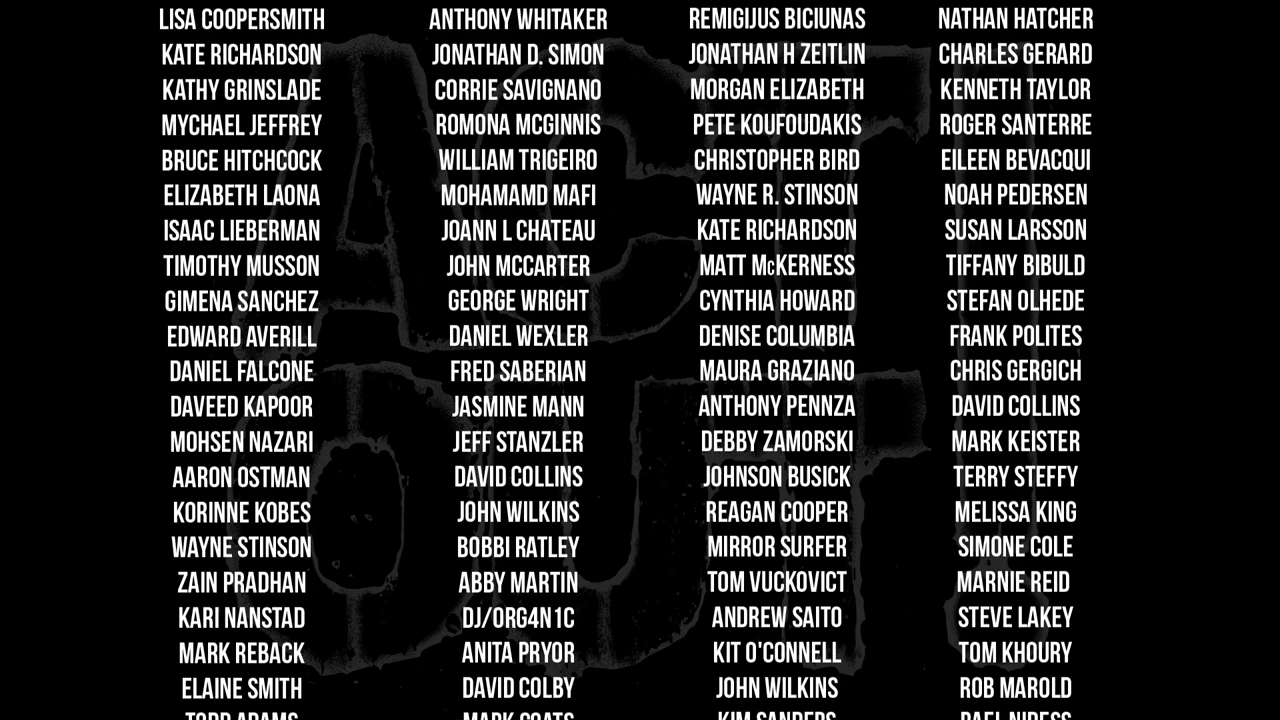 LISA COOPERSMITH ANTHONY WHITAKER REMIGIJUS BICIUNAS NATHAN HATCHER
KATE RICHARDSON JONATHAN D. SIMON JONATHAN H ZEITLIN CHARLES GERARD
KATHY GRINSLADE CORRIE SAVIGNANO MORGAN ELIZABETH KENNETH TAYLOR
MYCHAEL JEFFREY ROMONA MCGINNIS PETE KOUFOUDAKIS ROGER SANTERRE
BRUCE HITCHCOCK WILLIAM TRIGEIRO CHRISTOPHER BIRD EILEEN BEVACQUI
ELIZABETH LAONA MOHAMAMD MAFI WAYNE R. STINSON NOAH PEDERSEN
ISAAC LIEBERMAN JOANN L CHATEAU KATE RICHARDSON SUSAN LARSSON
TIMOTHY MUSSON JOHN MCCARTER MATT McKERNESS TIFFANY BIBULD
GIMENA SANCHEZ GEORGE WRIGHT CYNTHIA HOWARD STEFAN OLHEDE
EDWARD AVERILL DANIEL WEXLER DENISE COLUMBIA FRANK POLITES
DANIEL FALCONE FRED SABERIAN MAURA GRAZIANO CHRIS GERGICH
DAVEED KAPOOR JASMINE MANN ANTHONY PENNZA DAVID COLLINS
MOHSEN NAZARI JEFF STANZLER DEBBY ZAMORSKI MARK KEISTER
AARON OSTMAN DAVID COLLINS JOHNSON BUSICK TERRY STEFFY
KORINNE KOBES JOHN WILKINS REAGAN COOPER MELISSA KING
WAYNE STINSON BOBBI RATLEY MIRROR SURFER SIMONE COLE
ZAIN PRADHAN ABBY MARTIN TOM VUCKOVICT MARNIE REID
KARI NANSTAD DJ/ORG4N1C ANDREW SAITO STEVE LAKEY
MARK REBACK ANITA PRYOR KIT O'CONNELL TOM KHOURY
ELAINE SMITH DAVID COLBY JOHN WILKINS ROB MAROLD
ACT
OUT